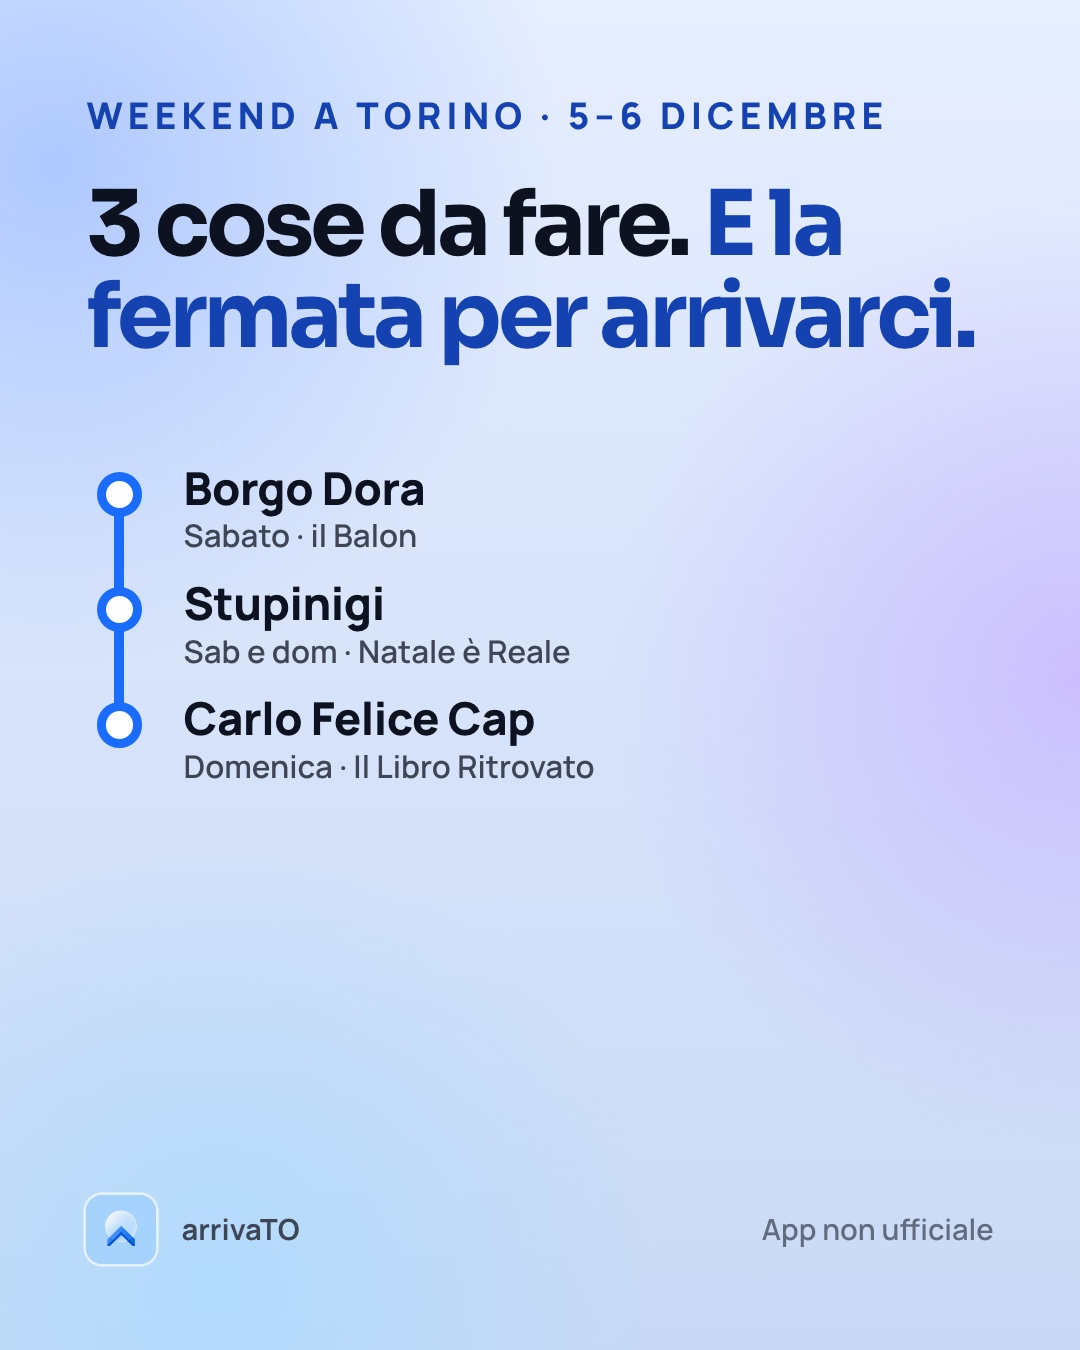 WEEKEND A TORINO · 5–6 DICEMBRE
3 cose da fare. E la
fermata per arrivarci.
Borgo Dora
Sabato · il Balon
Stupinigi
Sab e dom · Natale è Reale
Carlo Felice Cap
Domenica · Il Libro Ritrovato
arrivaTO
App non ufficiale